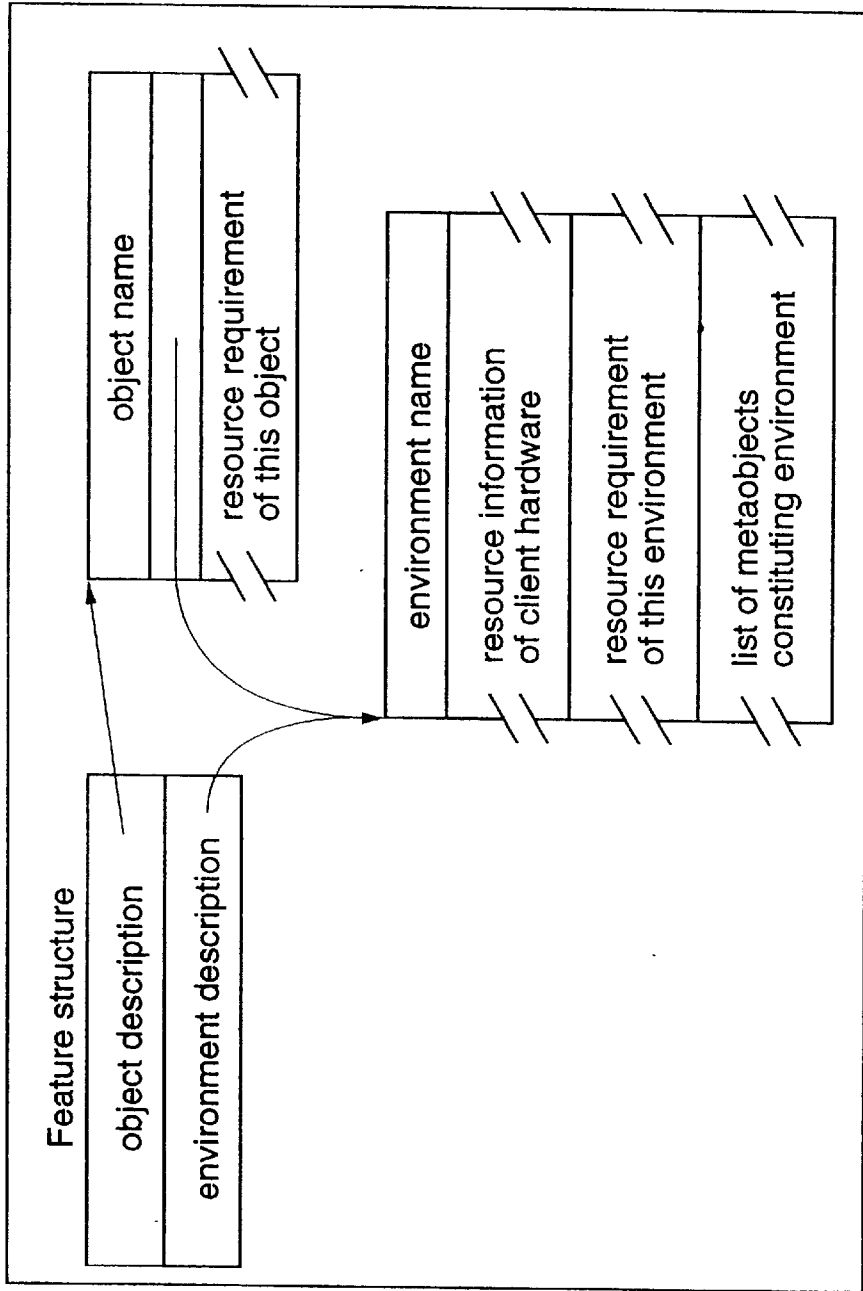 Feature structure
object description
environment description
object name
resource requirement
of this object
environment name
resource information
of client hardware
resource requirement
of this environment
list of metaobjects
constituting environment